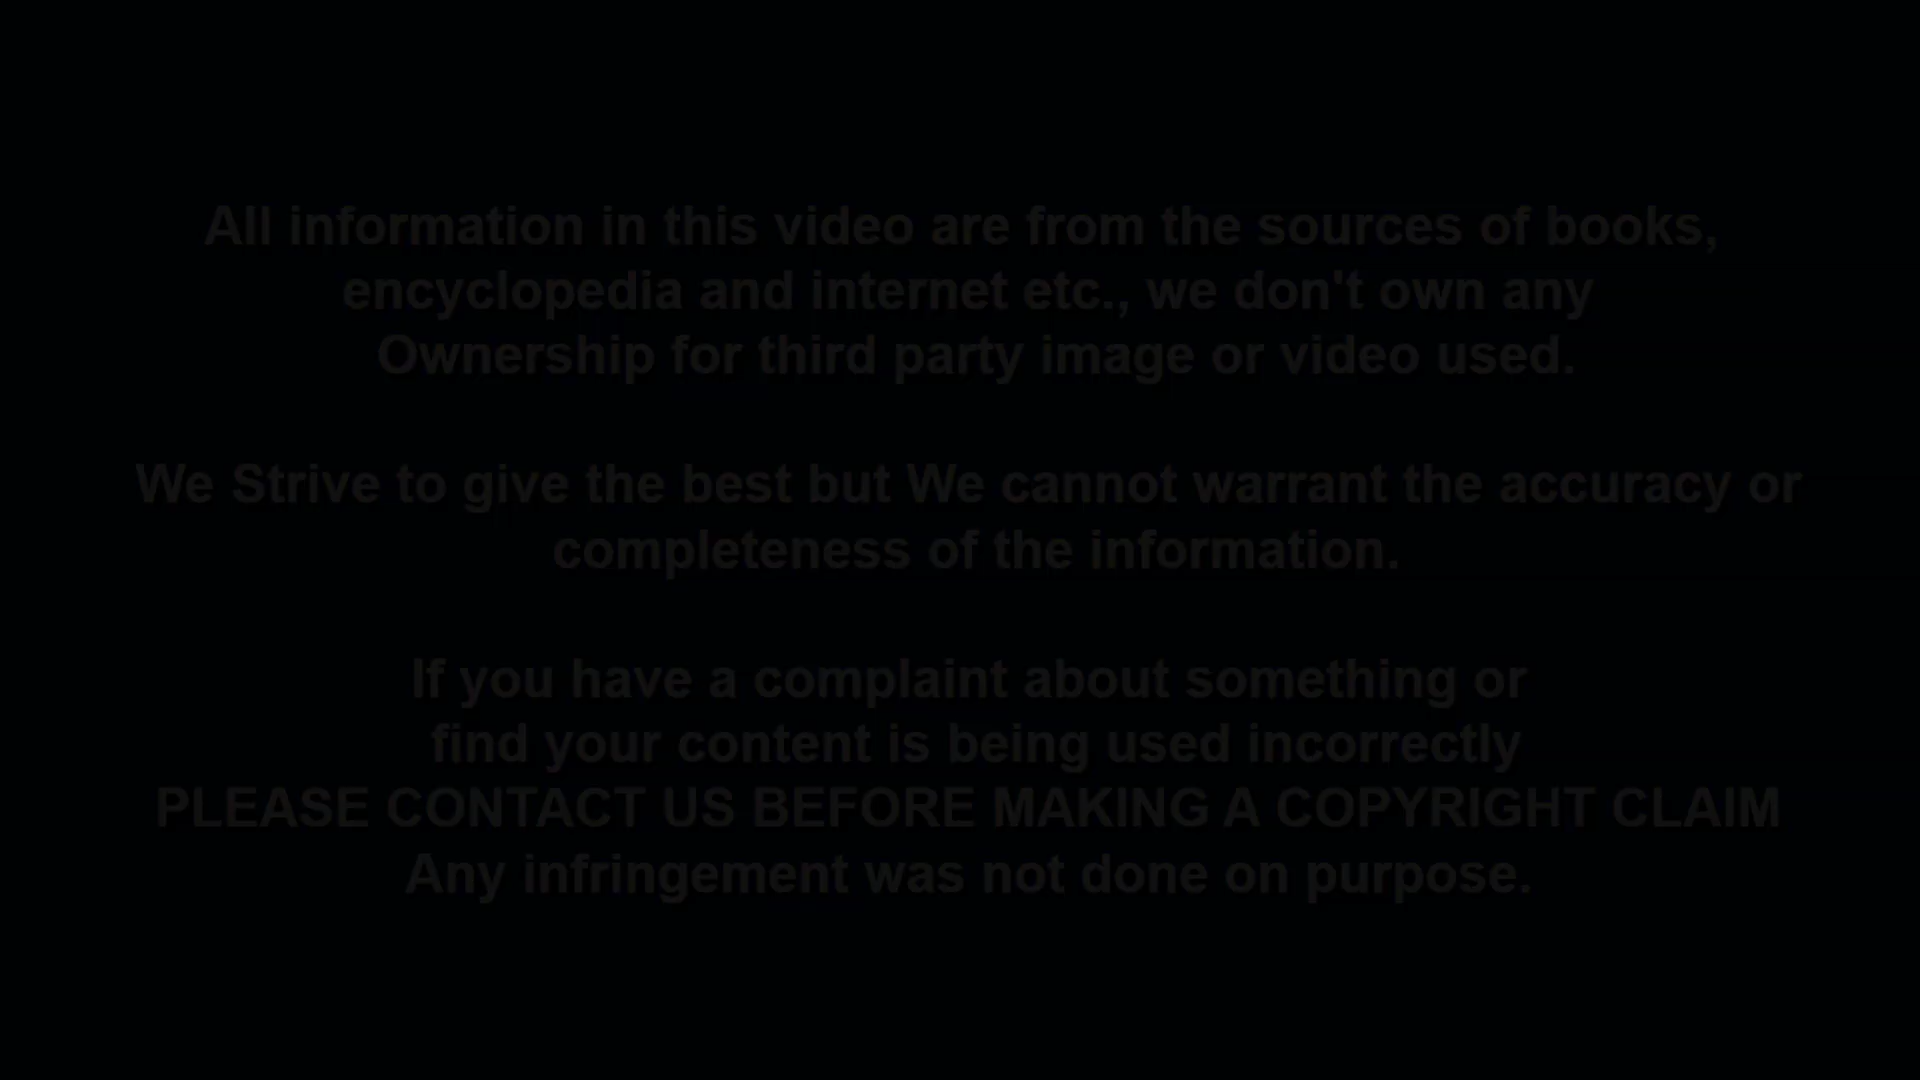 All information in this video are from the sources of books,
encyclopedia and internet etc., we don't own any
Ownership for third party image or video used.
We Strive to give the best but We cannot warrant the accuracy or
completeness of the information.
If you have a complaint about something or
find your content is being used incorrectly
PLEASE CONTACT US BEFORE MAKING A COPYRIGHT CLAIM
Any infringement was not done on purpose.